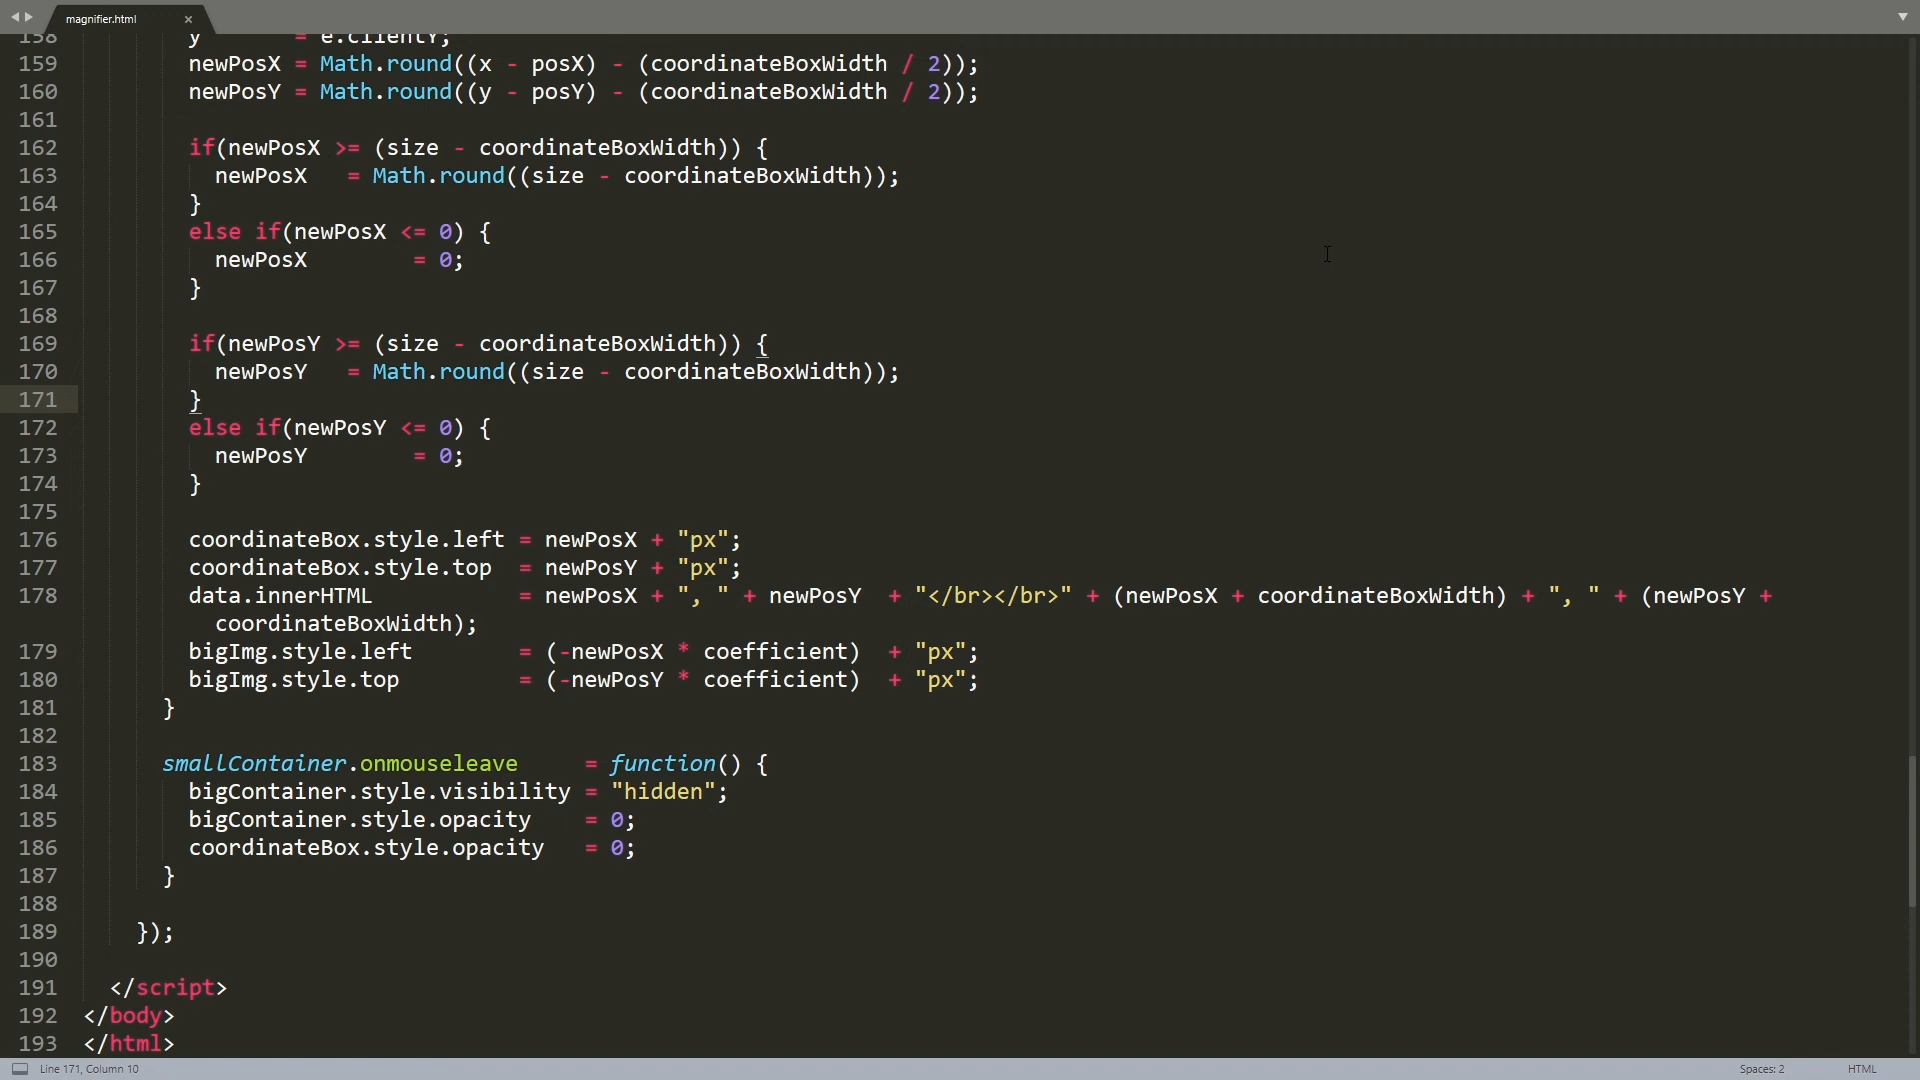 magnifier.html
158 y = e.clientY;
159 newPosX = Math.round((x - posX) - (coordinateBoxWidth / 2));
160 newPosY = Math.round((y - posY) - (coordinateBoxWidth / 2));
161
162 if(newPosX >= (size - coordinateBoxWidth)) {
163 newPosX = Math.round((size - coordinateBoxWidth));
164 }
165 else if(newPosX <= 0) {
166 newPosX = 0;
167 }
168
169 if(newPosY >= (size - coordinateBoxWidth)) {
170 newPosY = Math.round((size - coordinateBoxWidth));
171 }
172 else if(newPosY <= 0) {
173 newPosY = 0;
174 }
175
176 coordinateBox.style.left = newPosX + "px";
177 coordinateBox.style.top = newPosY + "px";
178 data.innerHTML = newPosX + ", " + newPosY + "</br></br>" + (newPosX + coordinateBoxWidth) + ", " + (newPosY +
coordinateBoxWidth);
179 bigImg.style.left = (-newPosX * coefficient) + "px";
180 bigImg.style.top = (-newPosY * coefficient) + "px";
181 }
182
183 smallContainer.onmouseleave = function() {
184 bigContainer.style.visibility = "hidden";
185 bigContainer.style.opacity = 0;
186 coordinateBox.style.opacity = 0;
187 }
188
189 });
190
191 </script>
192 </body>
193 </html>
Line 171, Column 10 Spaces: 2 HTML